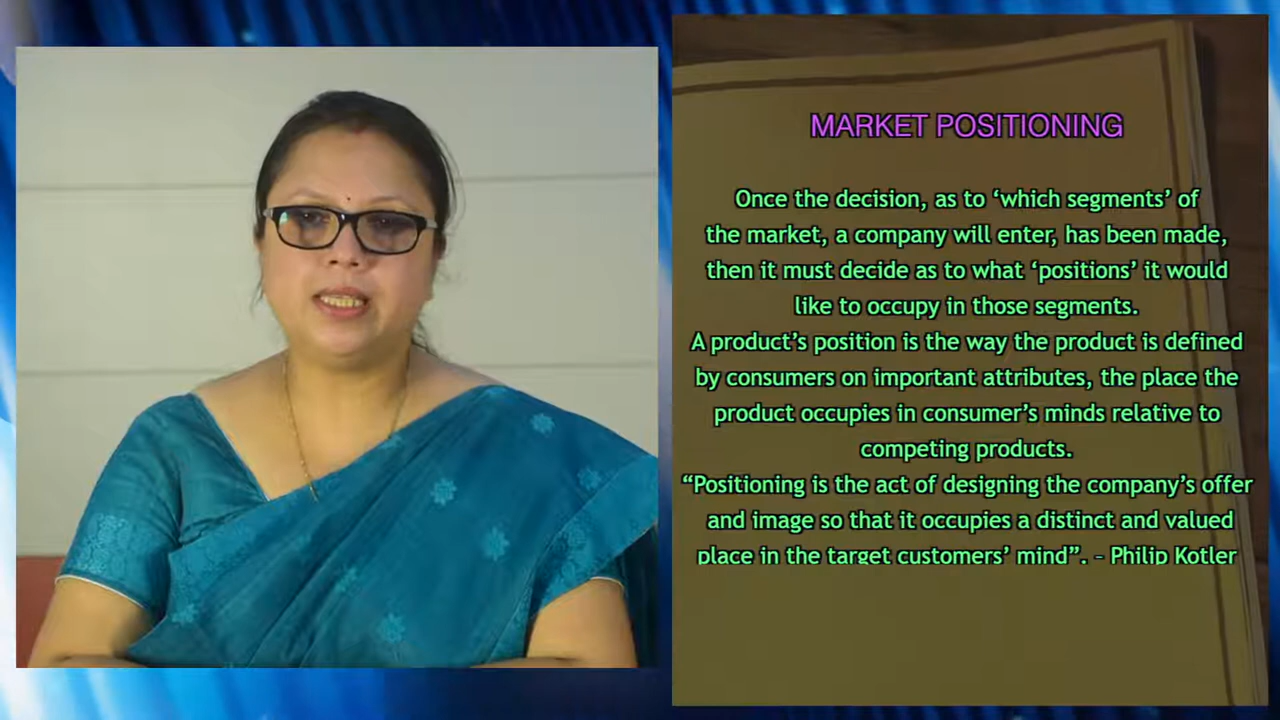 MARKET POSITIONING
Once the decision, as to ‘which segments’ of
the market, a company will enter, has been made,
then it must decide as to what ‘positions’ it would
like to occupy in those segments.
A product’s position is the way the product is defined
by consumers on important attributes, the place the
product occupies in consumer’s minds relative to
competing products.
“Positioning is the act of designing the company’s offer
and image so that it occupies a distinct and valued
place in the target customers’ mind”. – Philip Kotler